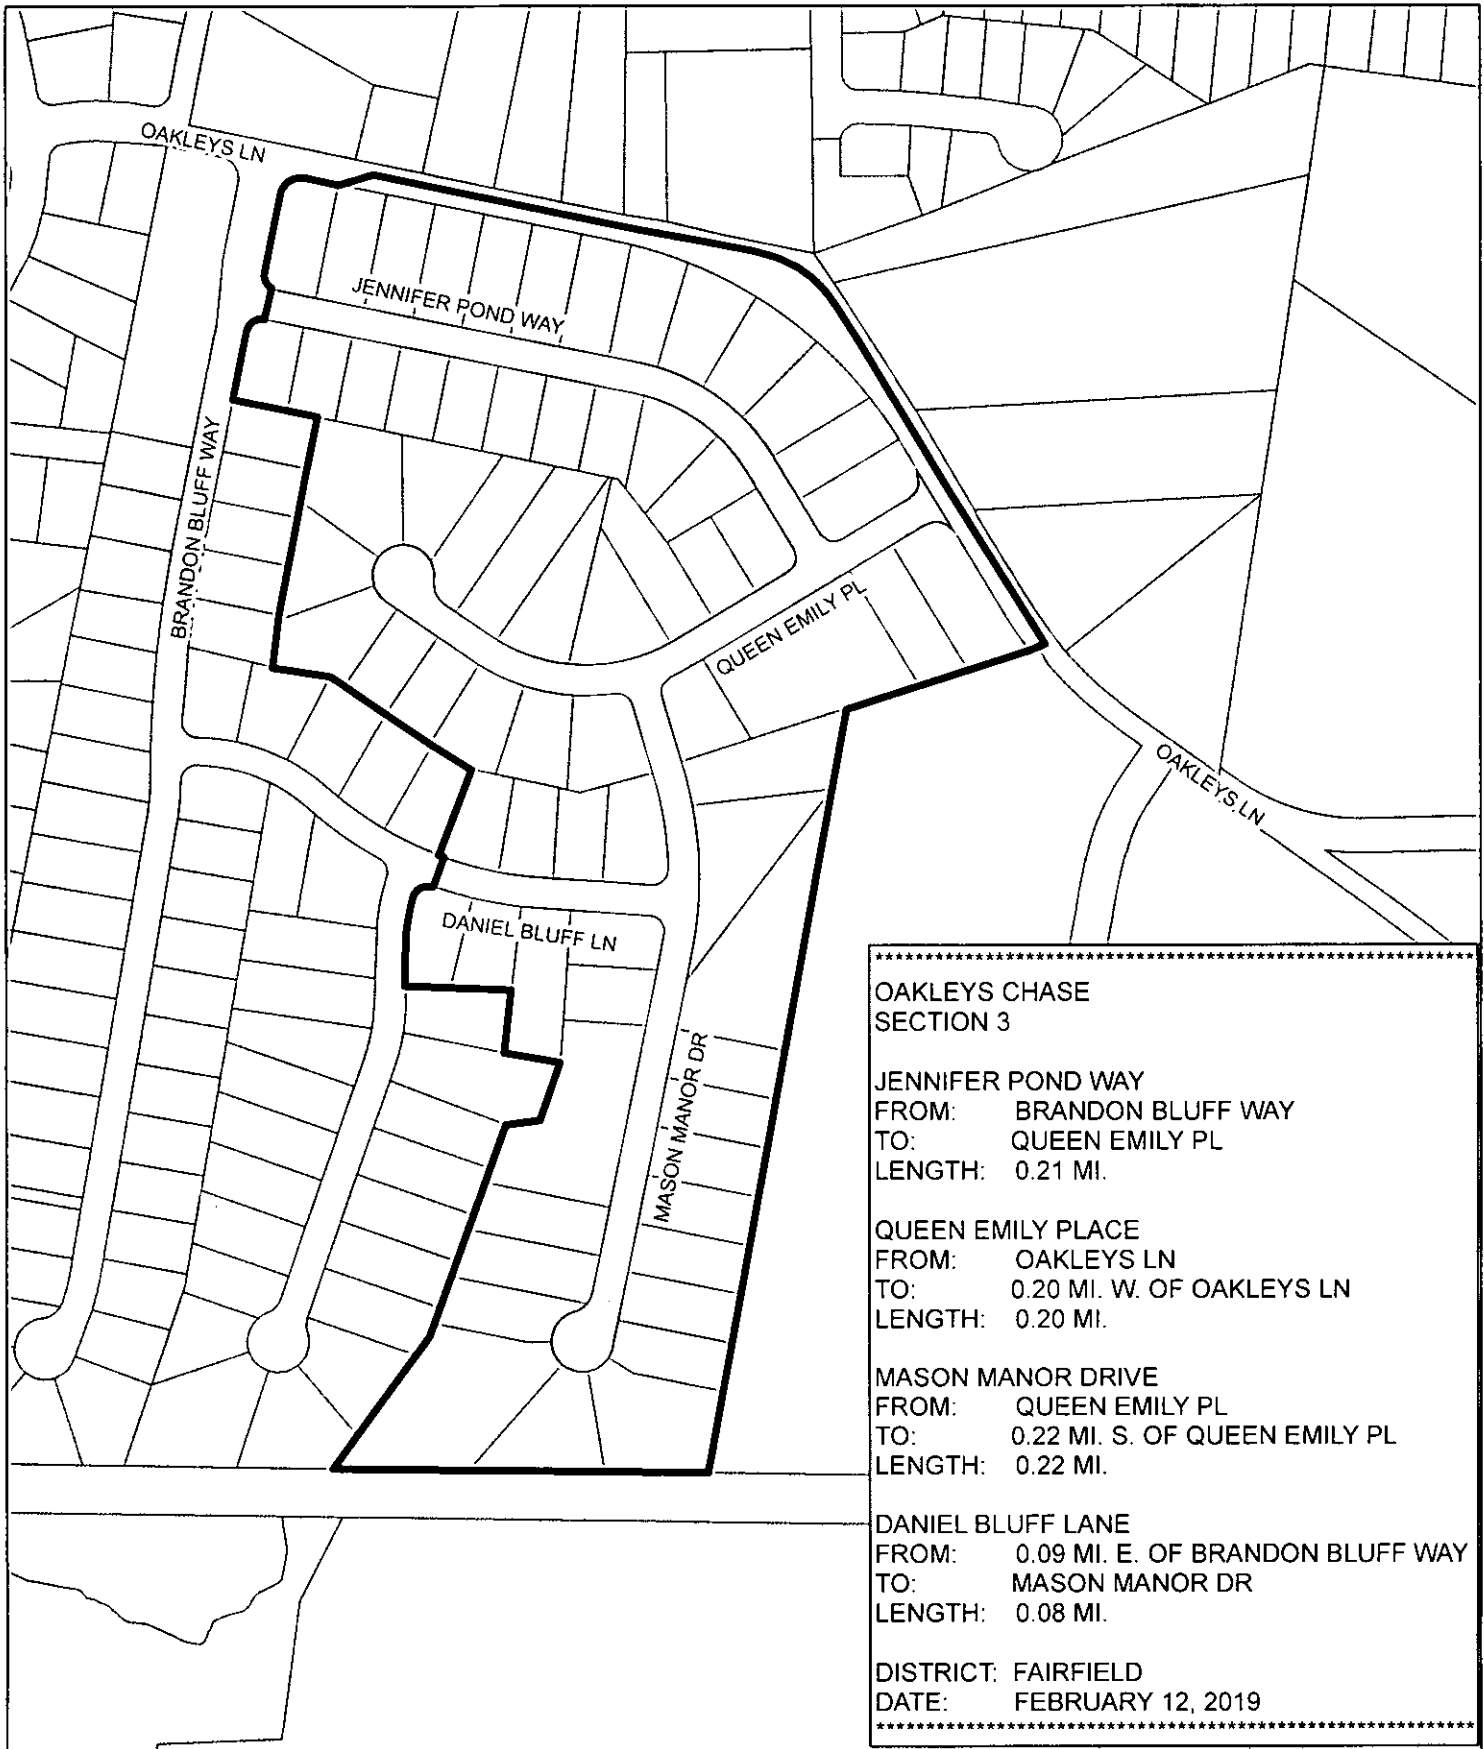 OAKLEYS LN
JENNIFER POND WAY
BRANDON BLUFF WAY
QUEEN EMILY PL
OAKLEYS LN
DANIEL BLUFF LN
MASON MANOR DR
************************************************************
OAKLEYS CHASE
SECTION 3
JENNIFER POND WAY
FROM: BRANDON BLUFF WAY
TO: QUEEN EMILY PL
LENGTH: 0.21 MI.
QUEEN EMILY PLACE
FROM: OAKLEYS LN
TO: 0.20 MI. W. OF OAKLEYS LN
LENGTH: 0.20 MI.
MASON MANOR DRIVE
FROM: QUEEN EMILY PL
TO: 0.22 MI. S. OF QUEEN EMILY PL
LENGTH: 0.22 MI.
DANIEL BLUFF LANE
FROM: 0.09 MI. E. OF BRANDON BLUFF WAY
TO: MASON MANOR DR
LENGTH: 0.08 MI.
DISTRICT: FAIRFIELD
DATE: FEBRUARY 12, 2019
************************************************************